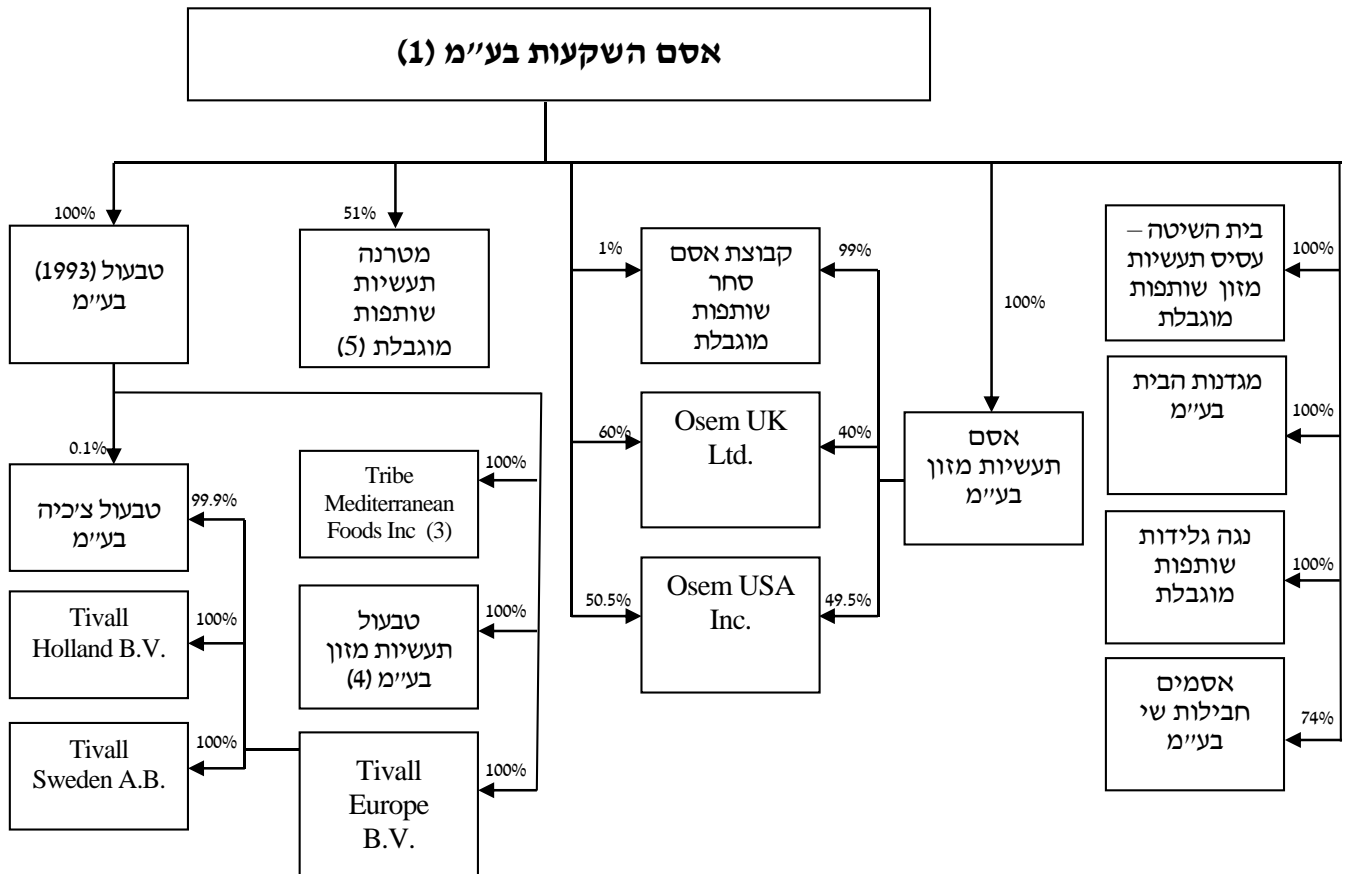 אסם השקעות בע״מ (1)
100%
טבעול (1993)
בע״מ
51%
מטרנה
תעשיות
שותפות
מוגבלת (5)
1%
קבוצת אסם
סחר
שותפות
מוגבלת
99%
100%
בית השיטה –
עסיס תעשיות
מזון שותפות
מוגבלת
100%
מגדנות הבית
בע״מ
100%
60%
Osem UK
Ltd.
40%
אסם
תעשיות מזון
בע״מ
0.1%
טבעול צ׳כיה
בע״מ
99.9%
Tribe
Mediterranean
Foods Inc (3)
100%
נגה גלידות
שותפות
מוגבלת
100%
50.5%
Osem USA
Inc.
49.5%
Tivall
Holland B.V.
100%
טבעול
תעשיות מזון
בע״מ (4)
100%
אסמים
חבילות שי
בע״מ
74%
Tivall
Sweden A.B.
100%
Tivall
Europe
B.V.
100%